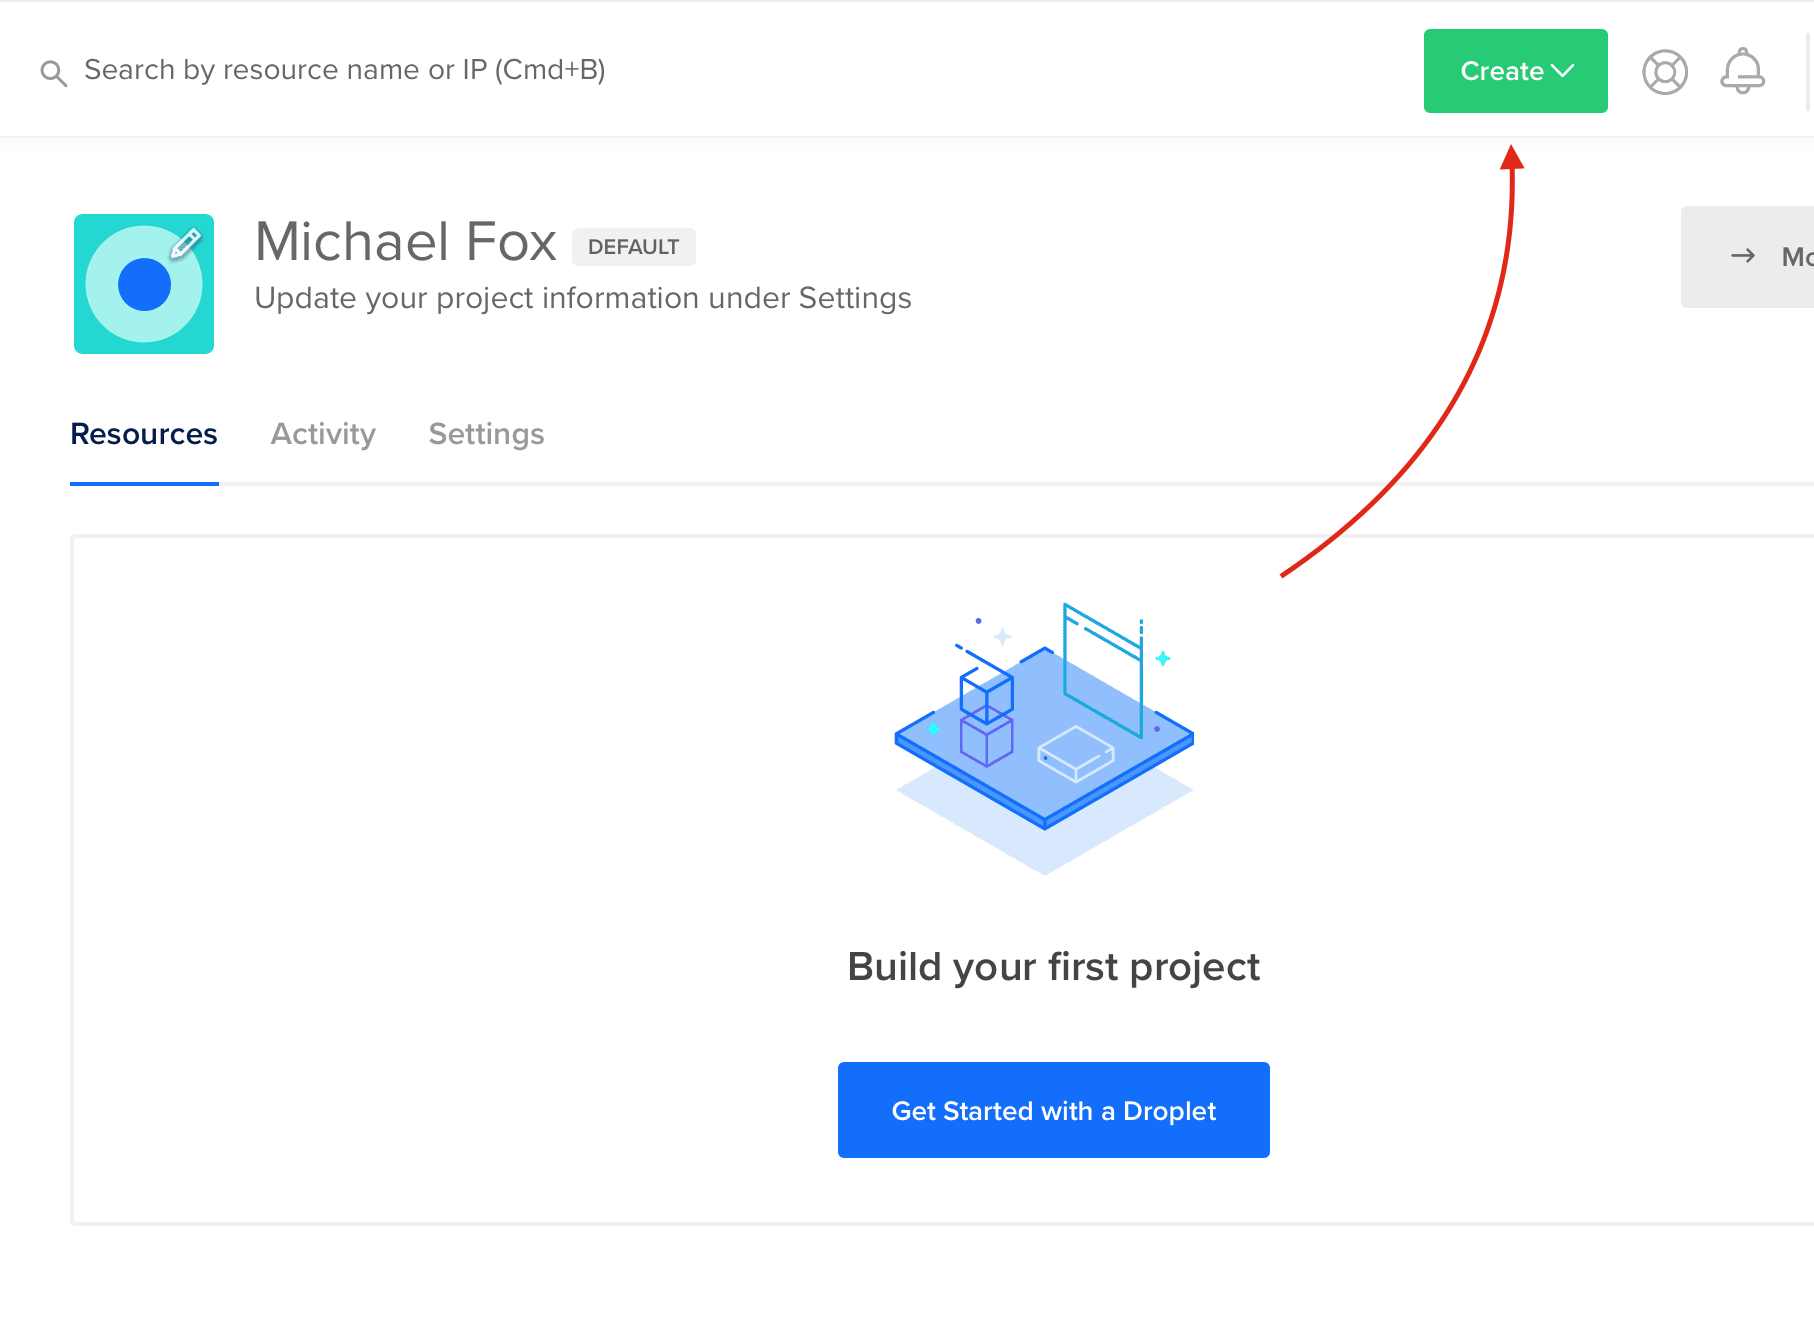 Search by resource name or IP (Cmd+B)
Create
Michael Fox
DEFAULT
Update your project information under Settings
Resources
Activity
Settings
Build your first project
Get Started with a Droplet